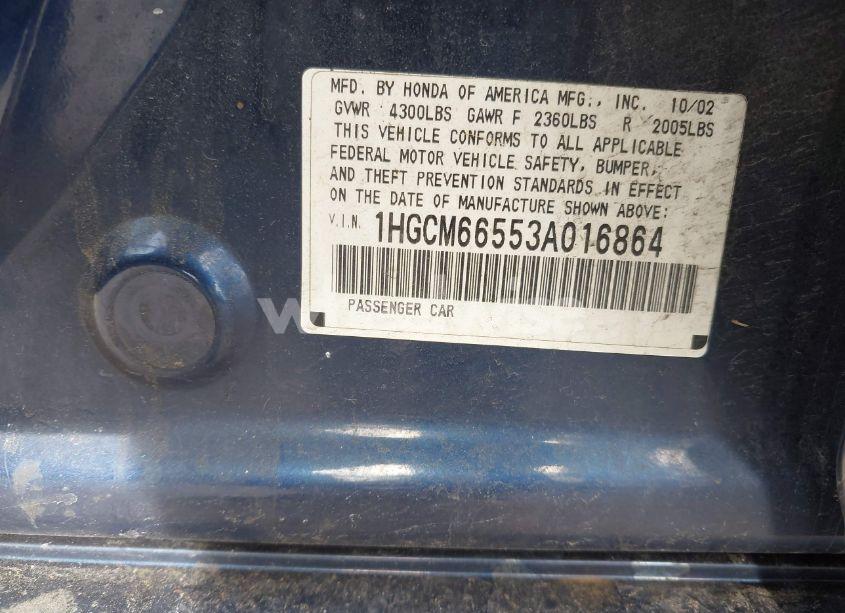 MFD. BY HONDA OF AMERICA MFG., INC. 10/02
GVWR 4300LBS GAWR F 2360LBS R 2005LBS
THIS VEHICLE CONFORMS TO ALL APPLICABLE
FEDERAL MOTOR VEHICLE SAFETY, BUMPER,
AND THEFT PREVENTION STANDARDS IN EFFECT
ON THE DATE OF MANUFACTURE SHOWN ABOVE:
V.I.N. 1HGCM66553A016864
PASSENGER CAR